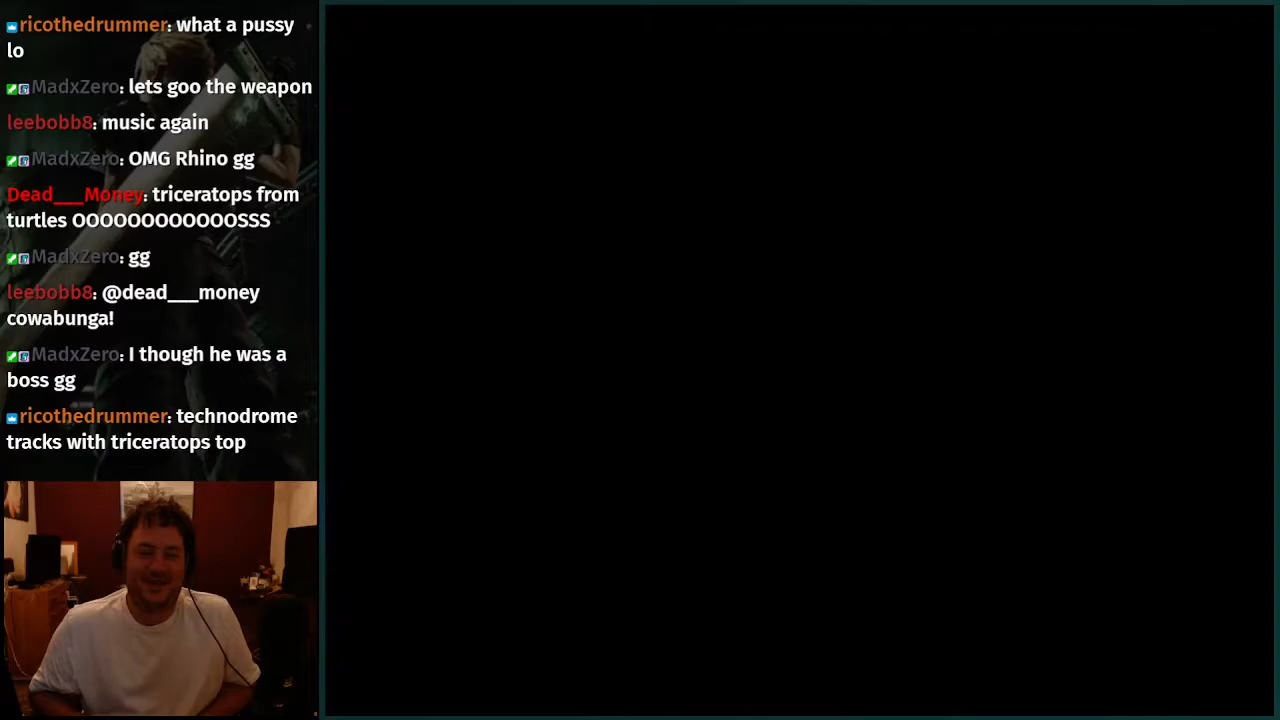 ricothedrummer: what a pussy
lo
MadxZero: lets goo the weapon
leebobb8: music again
MadxZero: OMG Rhino gg
Dead___Money: triceratops from
turtles OOOOOOOOOOOOSSS
MadxZero: gg
leebobb8: @dead___money
cowabunga!
MadxZero: I though he was a
boss gg
ricothedrummer: technodrome
tracks with triceratops top